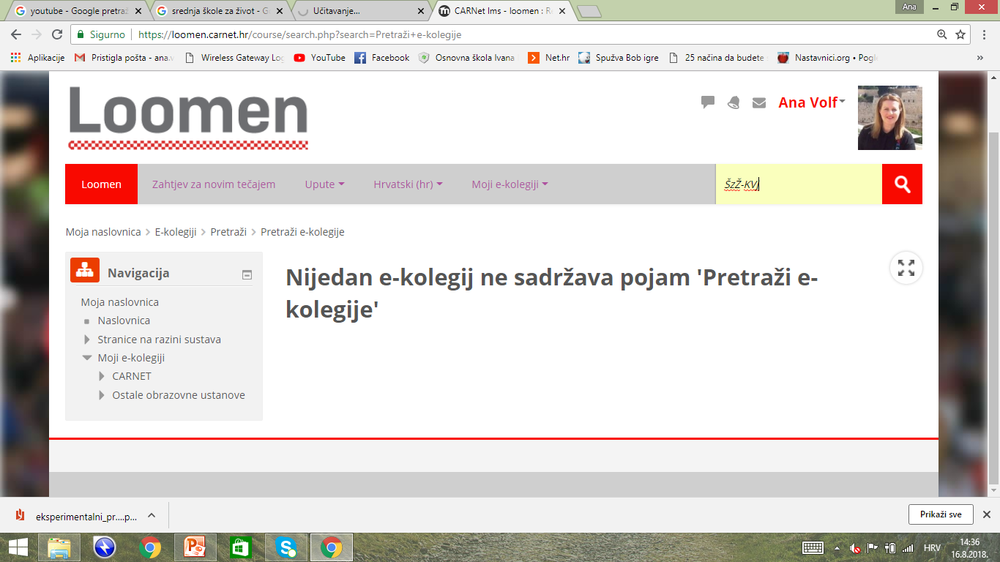 youtube - Google pretraž
srednja škole za život - G
Učitavanje...
CARNet lms - loomen : R
Ana
Sigurno
https://loomen.carnet.hr/course/search.php?search=Pretraži+e-kolegije
Aplikacije
Pristigla pošta - ana.v
Wireless Gateway Log
YouTube
Facebook
Osnovna škola Ivana
Net.hr
Spužva Bob igre
25 načina da budete
Nastavnici.org • Pogle
»
Loomen
Ana Volf
Loomen
Zahtjev za novim tečajem
Upute
Hrvatski (hr)
Moji e-kolegiji
ŠzŽ-KVJ
Moja naslovnica > E-kolegiji > Pretraži > Pretraži e-kolegije
Navigacija
Moja naslovnica
Naslovnica
Stranice na razini sustava
Moji e-kolegiji
CARNET
Ostale obrazovne ustanove
Nijedan e-kolegij ne sadržava pojam 'Pretraži e-
kolegije'
eksperimentalni_pr....p...
Prikaži sve
HRV
14:36
16.8.2018.